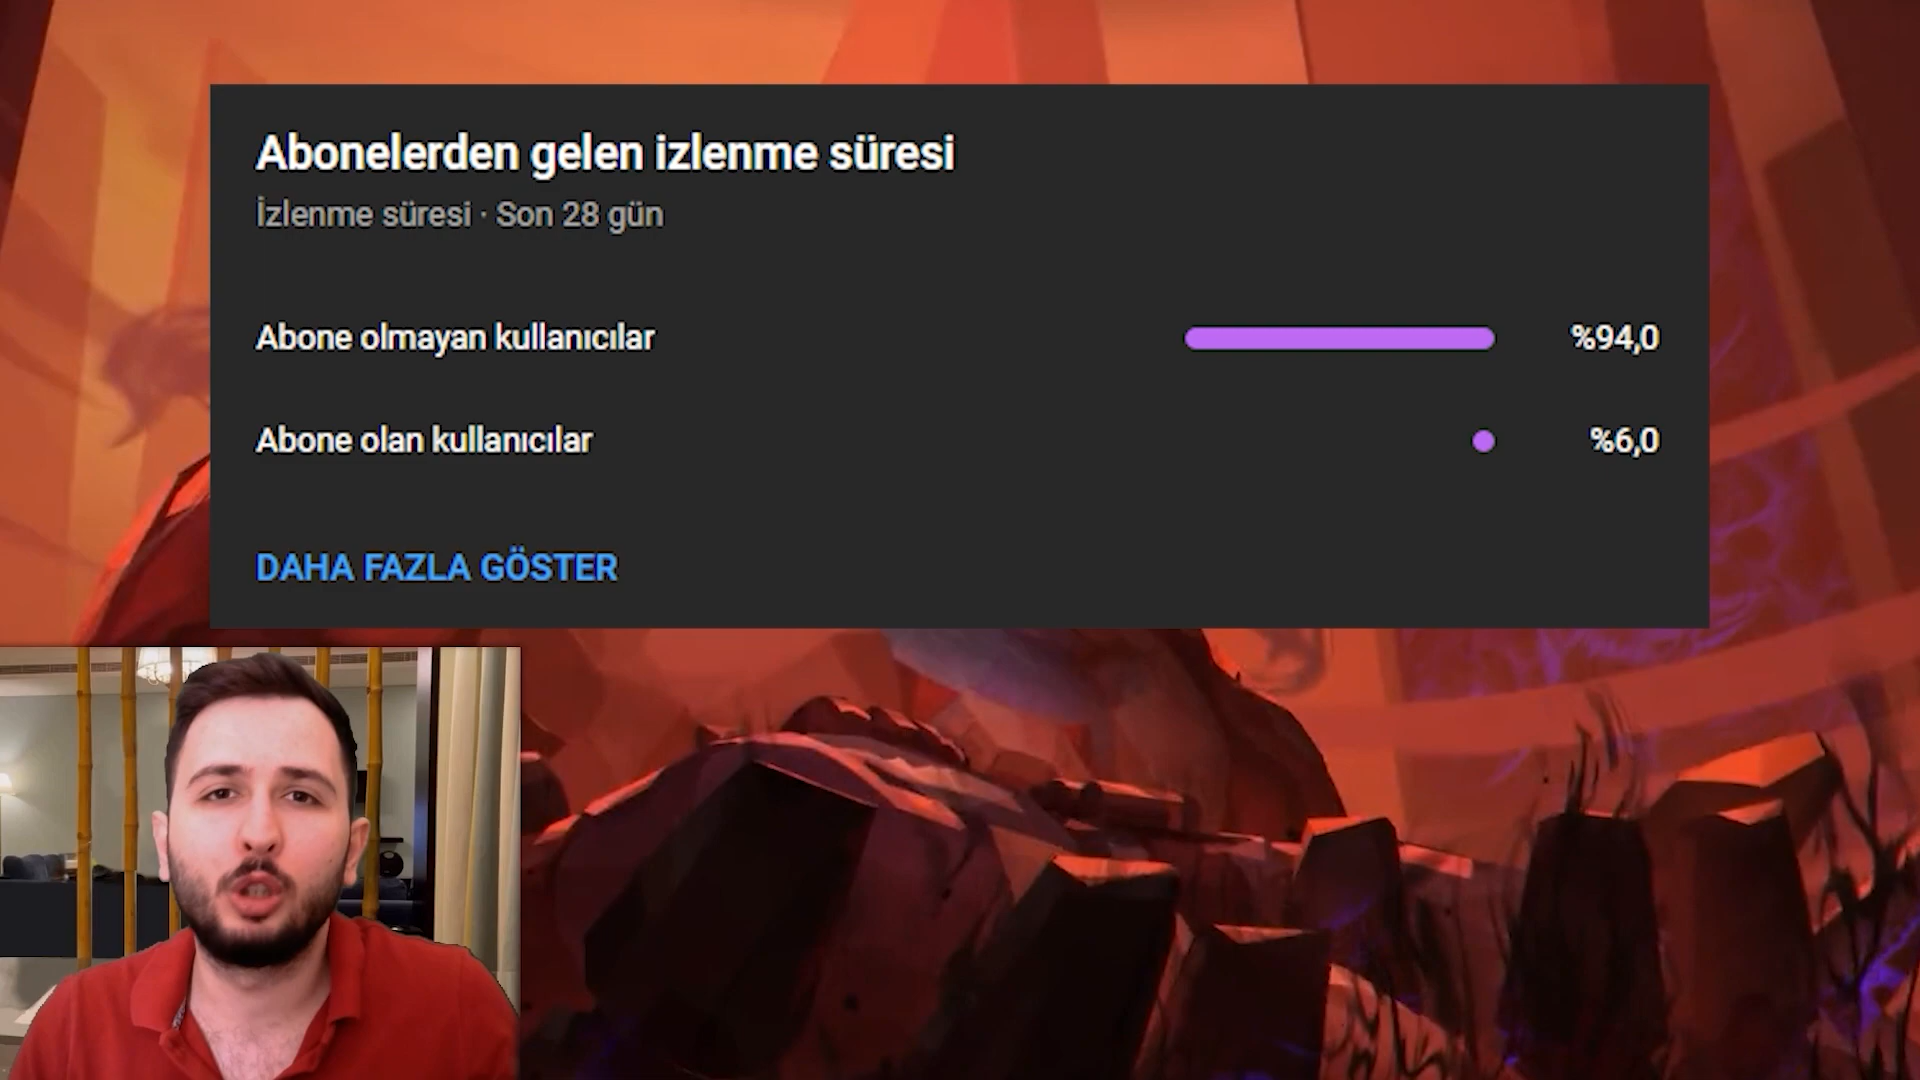 Abonelerden gelen izlenme süresi
İzlenme süresi · Son 28 gün
Abone olmayan kullanıcılar %94,0
Abone olan kullanıcılar %6,0
DAHA FAZLA GÖSTER